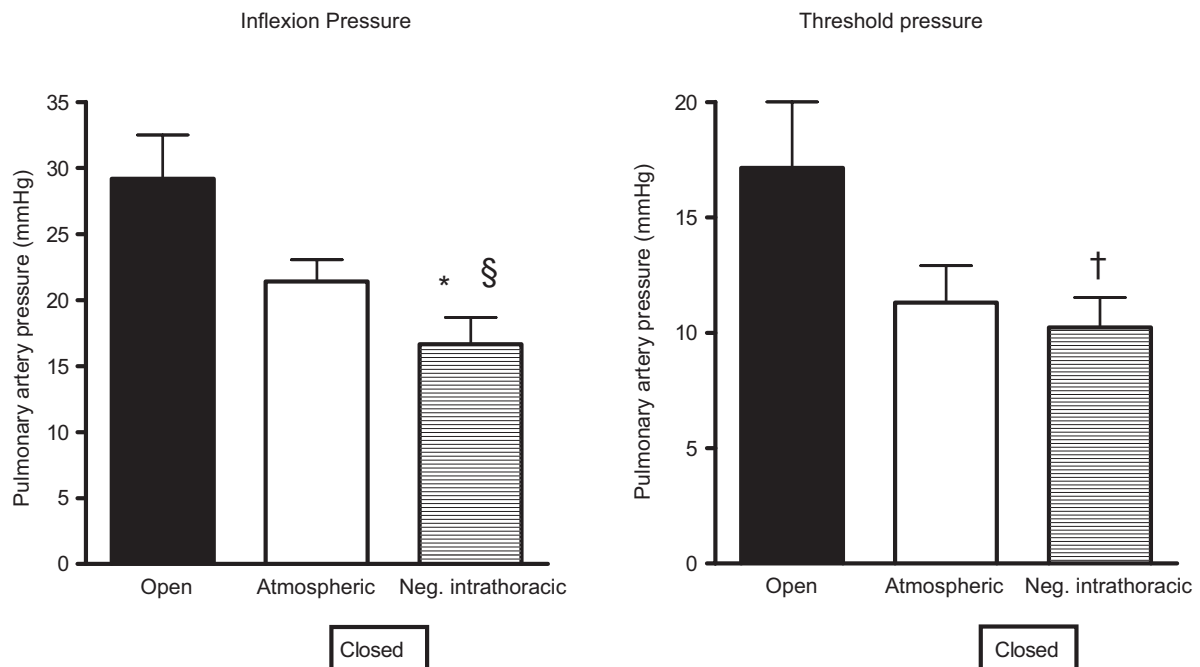 Inflexion Pressure
Pulmonary artery pressure (mmHg)
35
30
25
20
15
10
5
0
* §
Open Atmospheric Neg. intrathoracic
Closed
Threshold pressure
Pulmonary artery pressure (mmHg)
20
15
10
5
0
†
Open Atmospheric Neg. intrathoracic
Closed